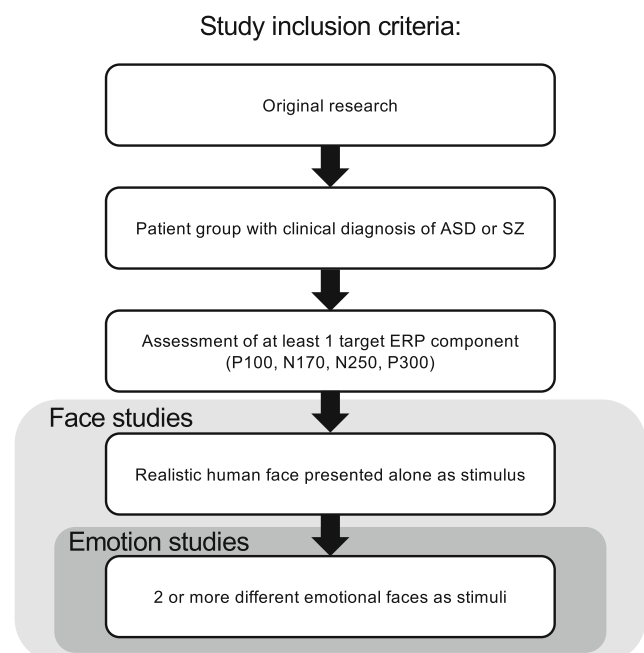 Study inclusion criteria:
Original research
Patient group with clinical diagnosis of ASD or SZ
Assessment of at least 1 target ERP component
(P100, N170, N250, P300)
Face studies
Realistic human face presented alone as stimulus
Emotion studies
2 or more different emotional faces as stimuli